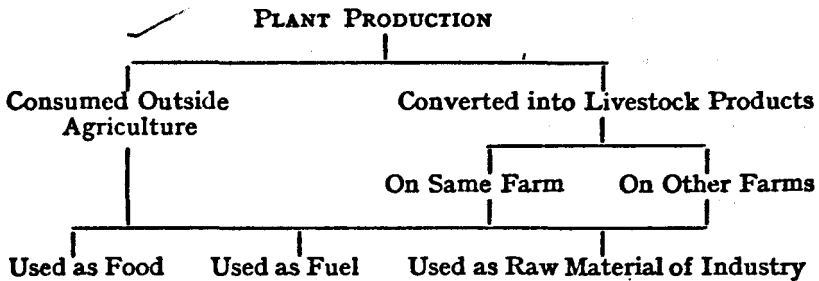 PLANT PRODUCTION
Consumed Outside
Agriculture
Converted into Livestock Products
On Same Farm
On Other Farms
Used as Food
Used as Fuel
Used as Raw Material of Industry